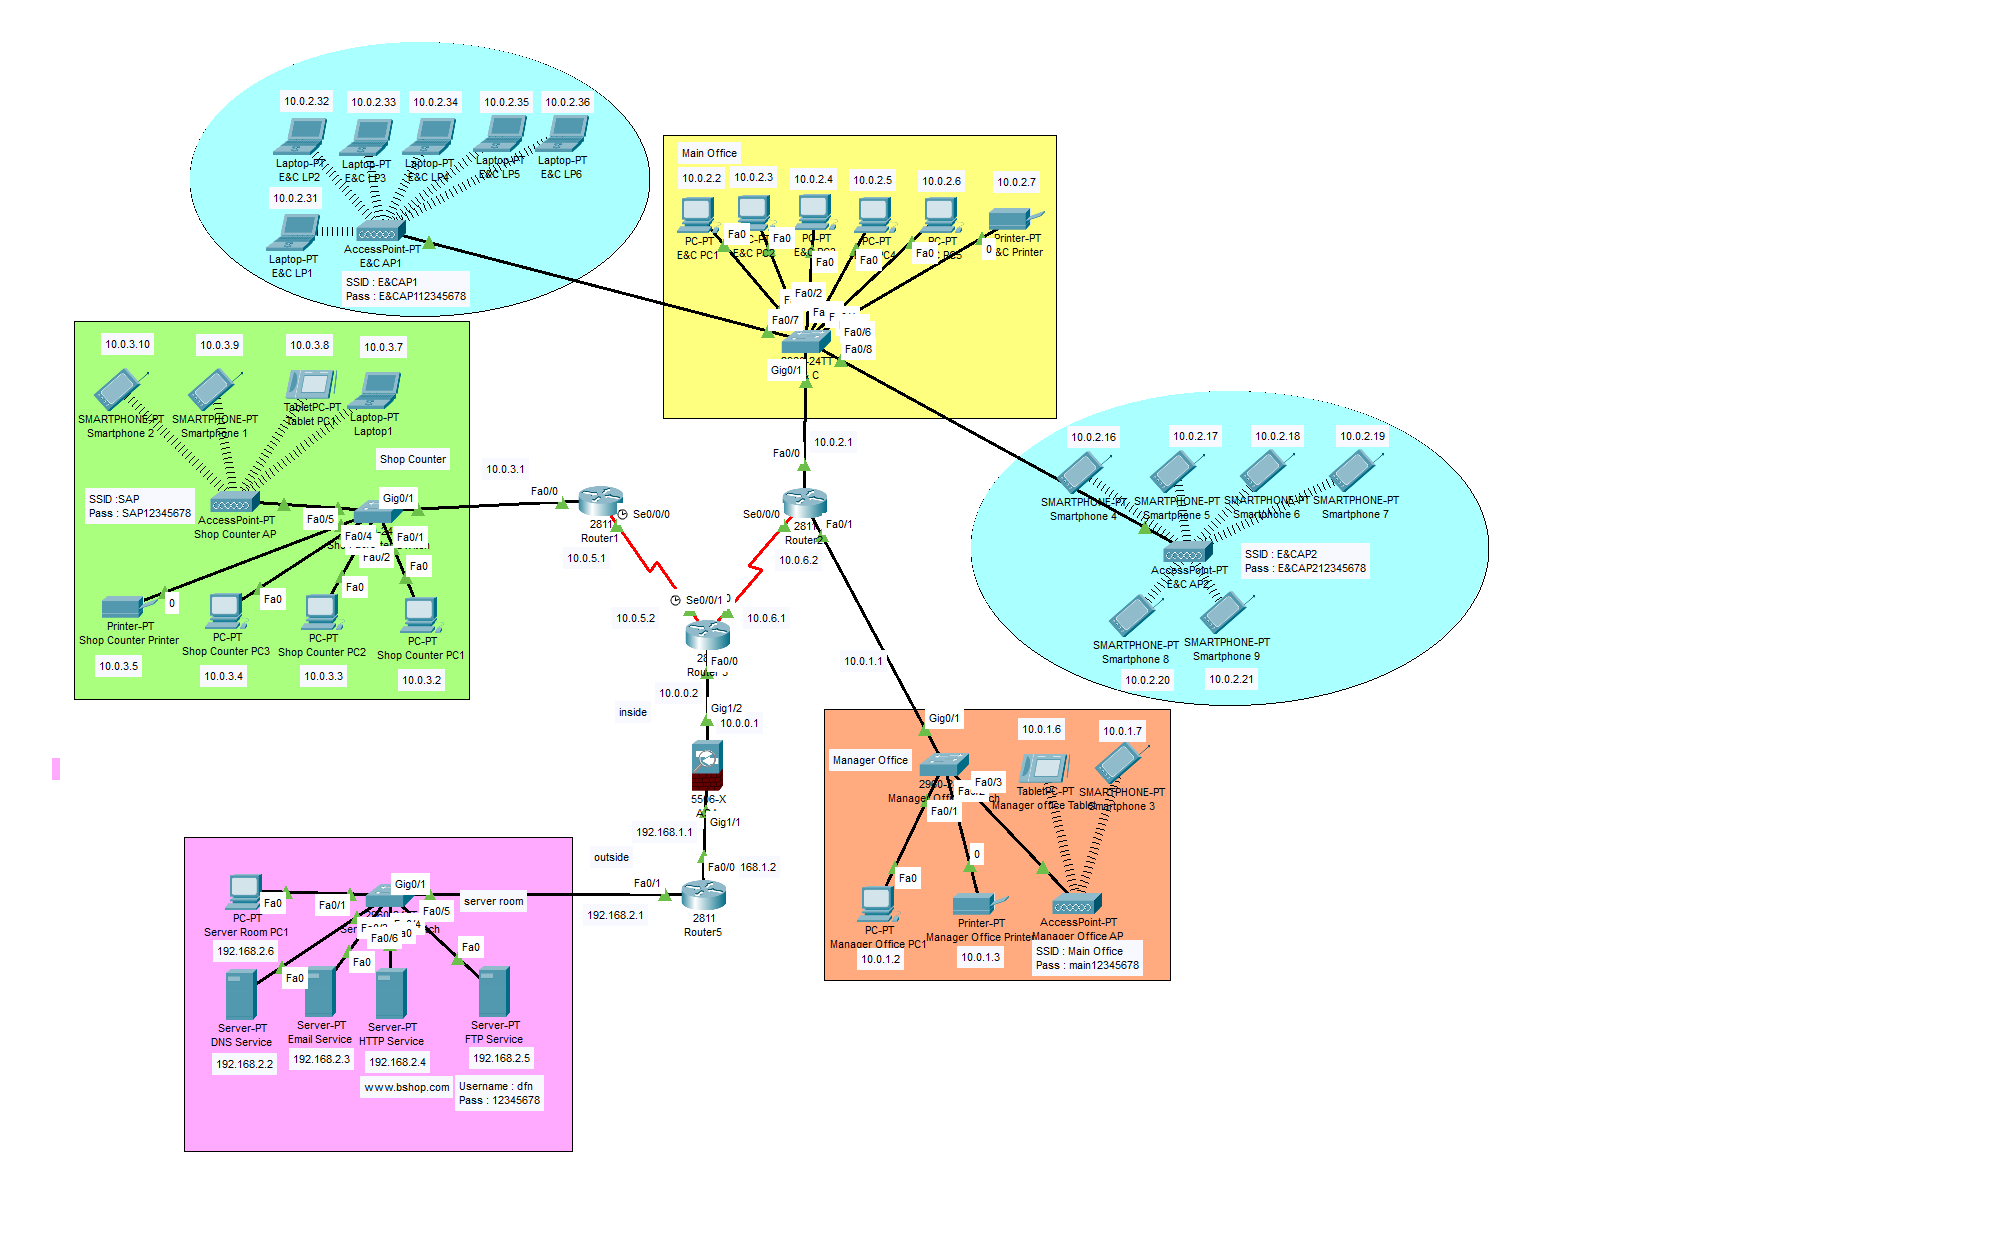 10.0.2.32
10.0.2.33
10.0.2.34
10.0.2.35
10.0.2.36
Laptop-PT
E&C LP2
Laptop-PT
E&C LP3
Laptop-PT
E&C LP4
Laptop-PT
E&C LP5
Laptop-PT
E&C LP6
10.0.2.31
Laptop-PT
E&C LP1
AccessPoint-PT
E&C AP1
SSID : E&CAP1
Pass : E&CAP112345678
Main Office
10.0.2.2
10.0.2.3
10.0.2.4
10.0.2.5
10.0.2.6
10.0.2.7
PC-PT
E&C PC1
Fa0
Fa0
Fa0
Fa0
Fa0
0
Printer-PT
E&C Printer
Fa0/2
Fa0/7
Fa0/6
Fa0/8
Gig0/1
10.0.3.10
10.0.3.9
10.0.3.8
10.0.3.7
SMARTPHONE-PT
Smartphone 2
SMARTPHONE-PT
Smartphone 1
TabletPC-PT
Tablet PC1
Laptop-PT
Laptop1
Shop Counter
SSID :SAP
Pass : SAP12345678
AccessPoint-PT
Shop Counter AP
Gig0/1
Fa0/5
Fa0/4
Fa0/1
Fa0/2
Fa0
Fa0
Fa0
0
Printer-PT
Shop Counter Printer
10.0.3.5
PC-PT
Shop Counter PC3
10.0.3.4
PC-PT
Shop Counter PC2
10.0.3.3
PC-PT
Shop Counter PC1
10.0.3.2
10.0.3.1
Fa0/0
Se0/0/0
2811
Router1
10.0.5.1
10.0.2.1
Fa0/0
Se0/0/0
Fa0/1
Router2
10.0.6.2
Se0/0/1
10.0.5.2
10.0.6.1
Fa0/0
10.0.0.2
inside
Gig1/2
10.0.0.1
5506-X
Gig1/1
192.168.1.1
outside
Fa0/0
168.1.2
Fa0/1
192.168.2.1
2811
Router5
10.0.1.1
10.0.2.16
10.0.2.17
10.0.2.18
10.0.2.19
SMARTPHONE-PT
Smartphone 4
SMARTPHONE-PT
Smartphone 5
SMARTPHONE-PT
Smartphone 6
SMARTPHONE-PT
Smartphone 7
AccessPoint-PT
E&C AP2
SSID : E&CAP2
Pass : E&CAP212345678
SMARTPHONE-PT
Smartphone 8
10.0.2.20
SMARTPHONE-PT
Smartphone 9
10.0.2.21
Gig0/1
Manager Office
10.0.1.6
10.0.1.7
Fa0/3
Fa0/1
TabletPC-PT
Manager office Tablet
SMARTPHONE-PT
Smartphone 3
Fa0
0
PC-PT
Manager Office PC1
10.0.1.2
Printer-PT
Manager Office Printer
10.0.1.3
AccessPoint-PT
Manager Office AP
SSID : Main Office
Pass : main12345678
server room
Gig0/1
Fa0
Fa0/1
Fa0/5
Fa0/6
PC-PT
Server Room PC1
192.168.2.6
Fa0
Fa0
Fa0
Server-PT
DNS Service
192.168.2.2
Server-PT
Email Service
192.168.2.3
Server-PT
HTTP Service
192.168.2.4
www.bshop.com
Server-PT
FTP Service
192.168.2.5
Username : dfn
Pass : 12345678